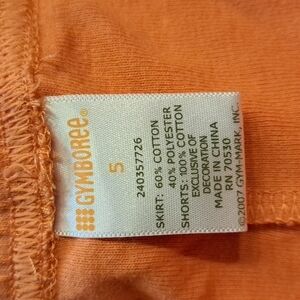 GYMBOREE®
5
240357726
SKIRT: 60% COTTON
40% POLYESTER
SHORTS: 100% COTTON
EXCLUSIVE OF
DECORATION
MADE IN CHINA
RN 70530
©2007 GYM-MARK, INC.